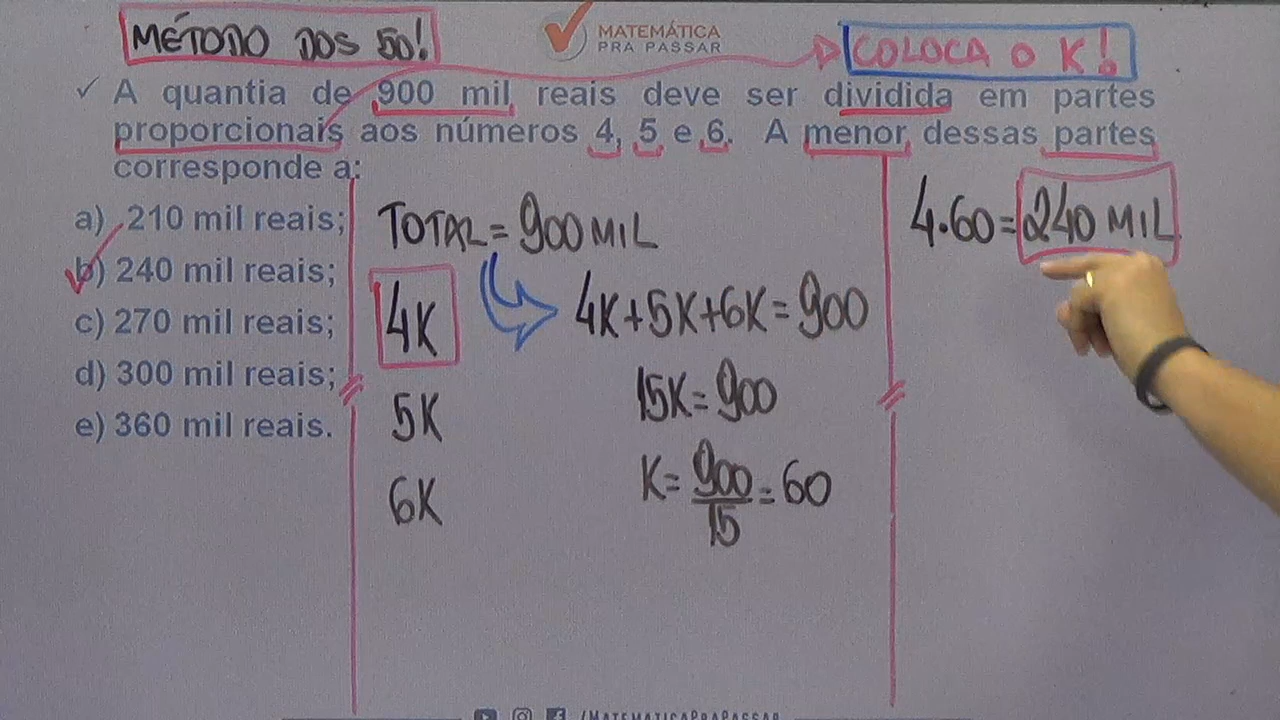 MÉTODO DOS 50!
MATEMÁTICA
PRA PASSAR
COLOCA O K!
A quantia de 900 mil reais deve ser dividida em partes
proporcionais aos números 4, 5 e 6. A menor dessas partes
corresponde a:
a) 210 mil reais;
b) 240 mil reais;
c) 270 mil reais;
d) 300 mil reais;
e) 360 mil reais.
TOTAL = 900 MIL
4K
5K
6K
4K+5K+6K = 900
15K = 900
K = 900/15 = 60
4.60 = 240 MIL
/MATEMATICAPRAPASSAR